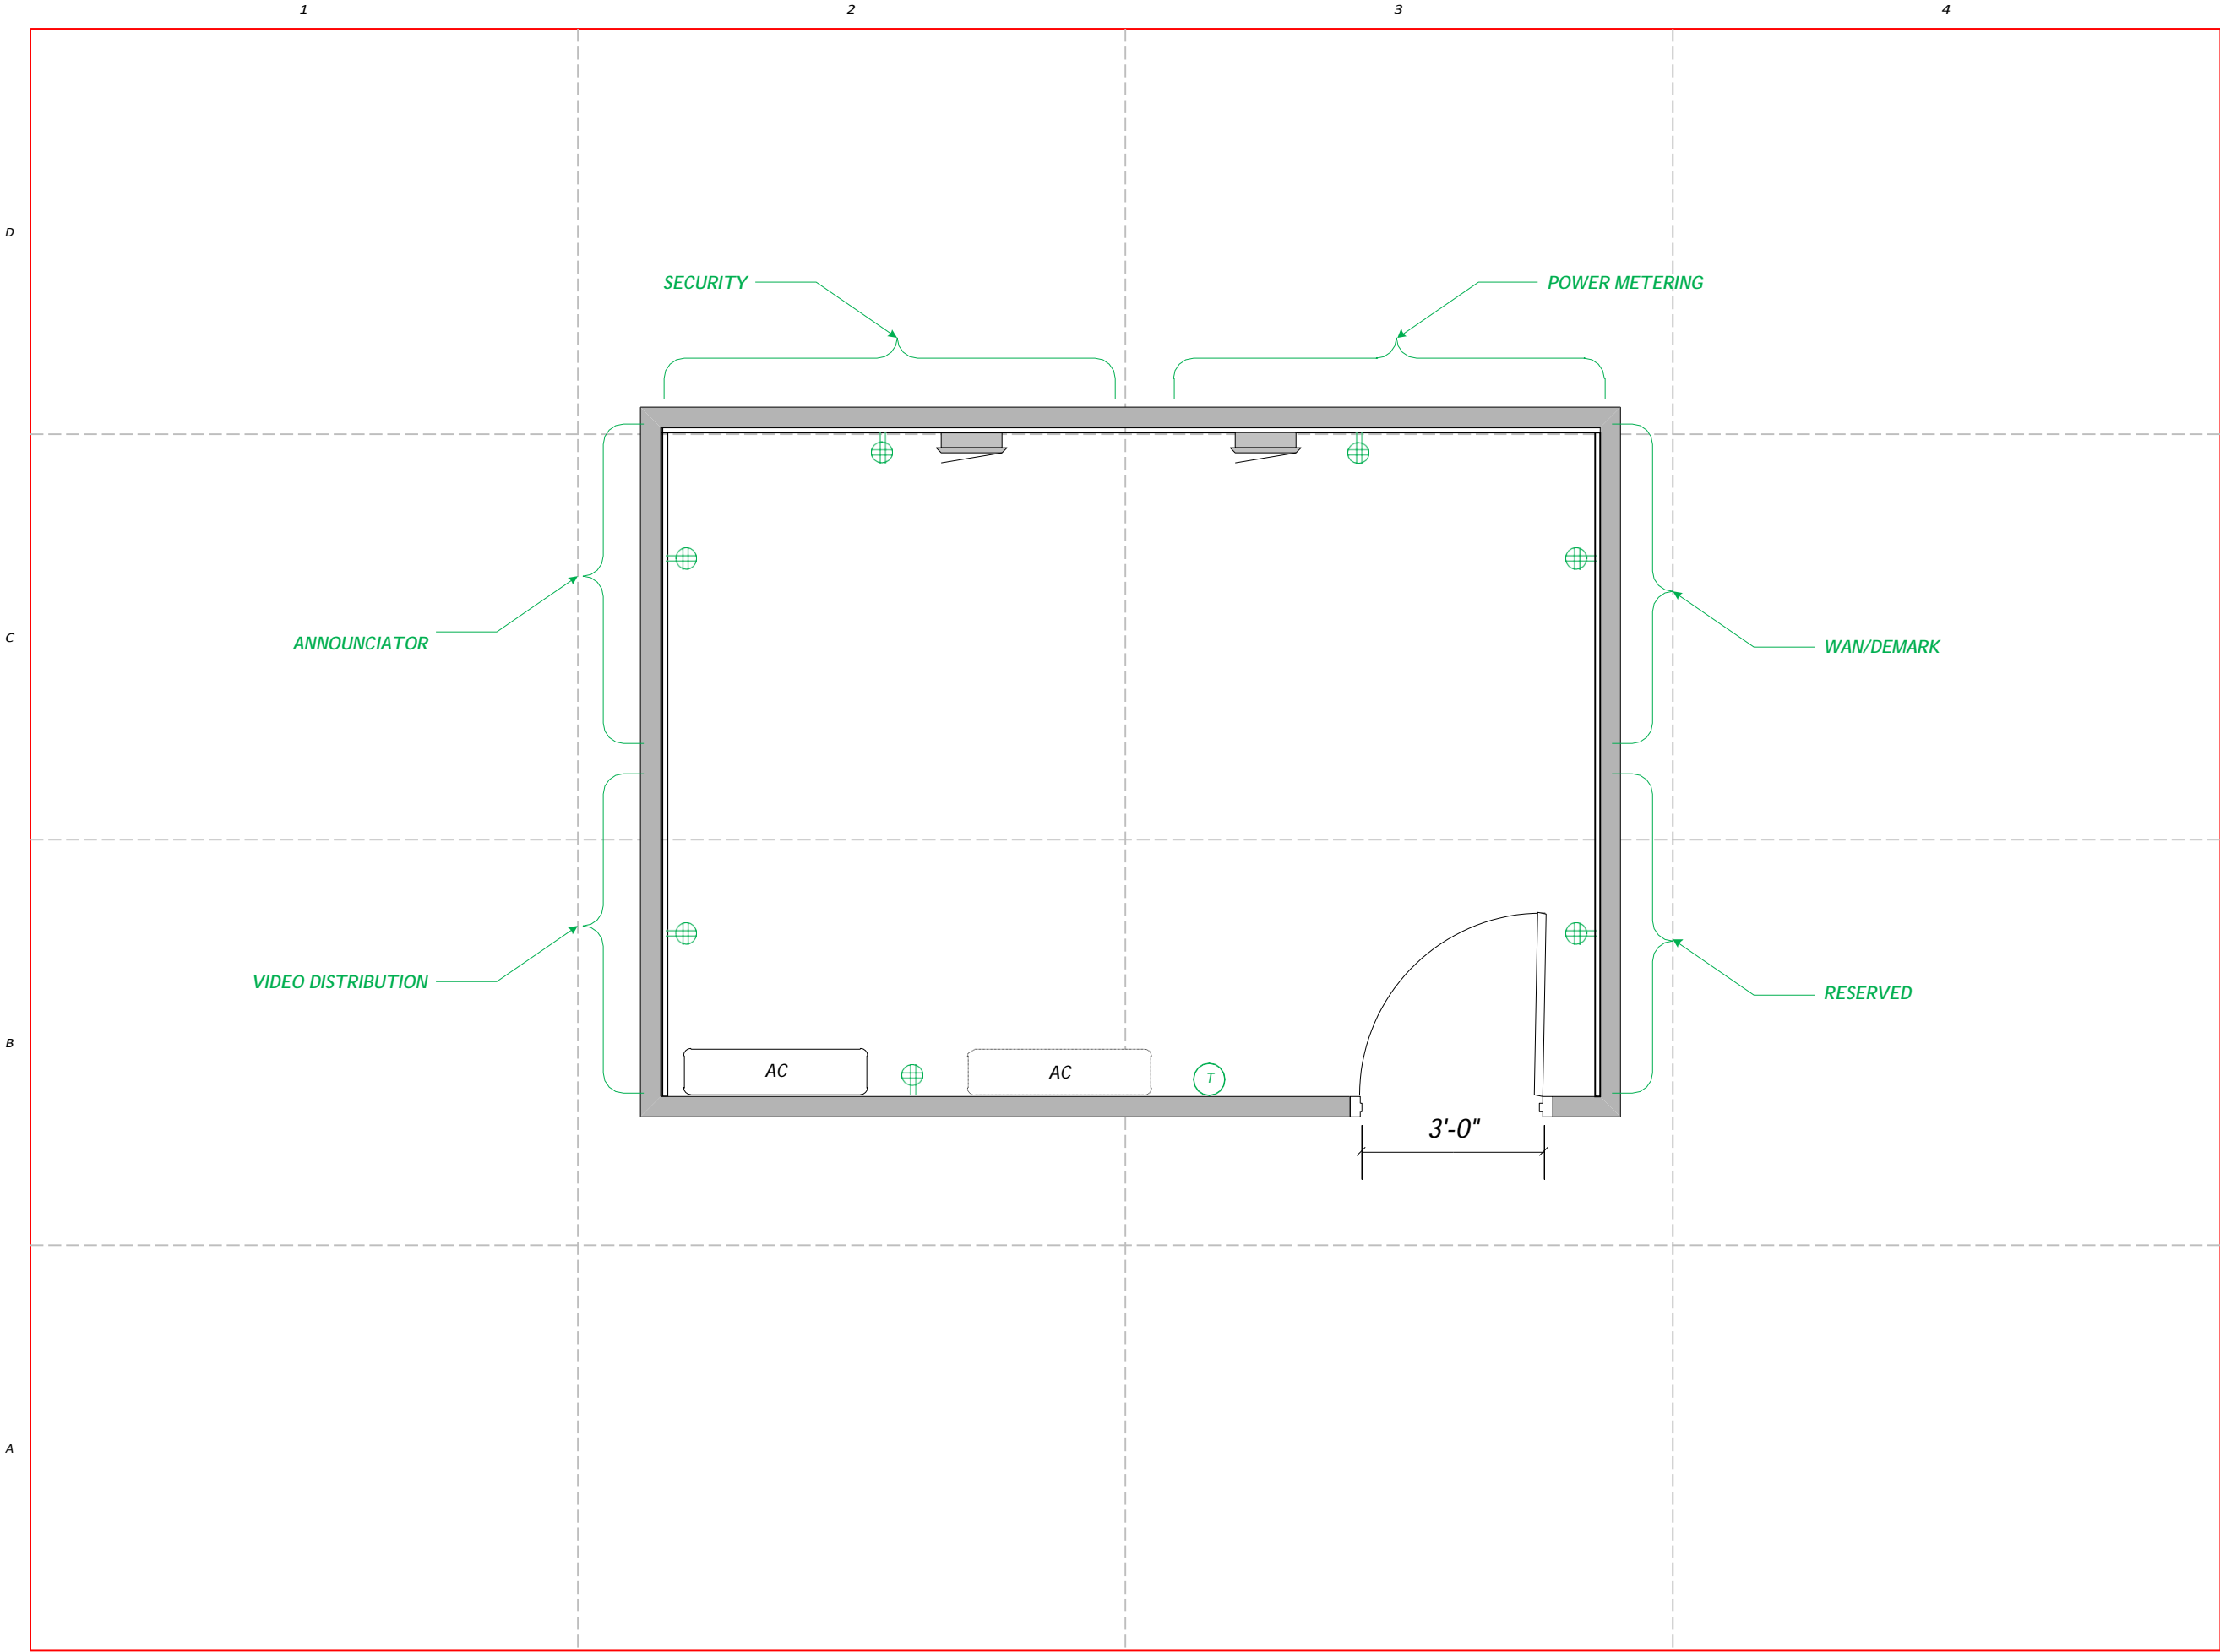 1
2
3
4
D
SECURITY
POWER METERING
C
ANNOUNCIATOR
WAN/DEMARK
VIDEO DISTRIBUTION
RESERVED
B
AC
AC
T
3'-0"
A